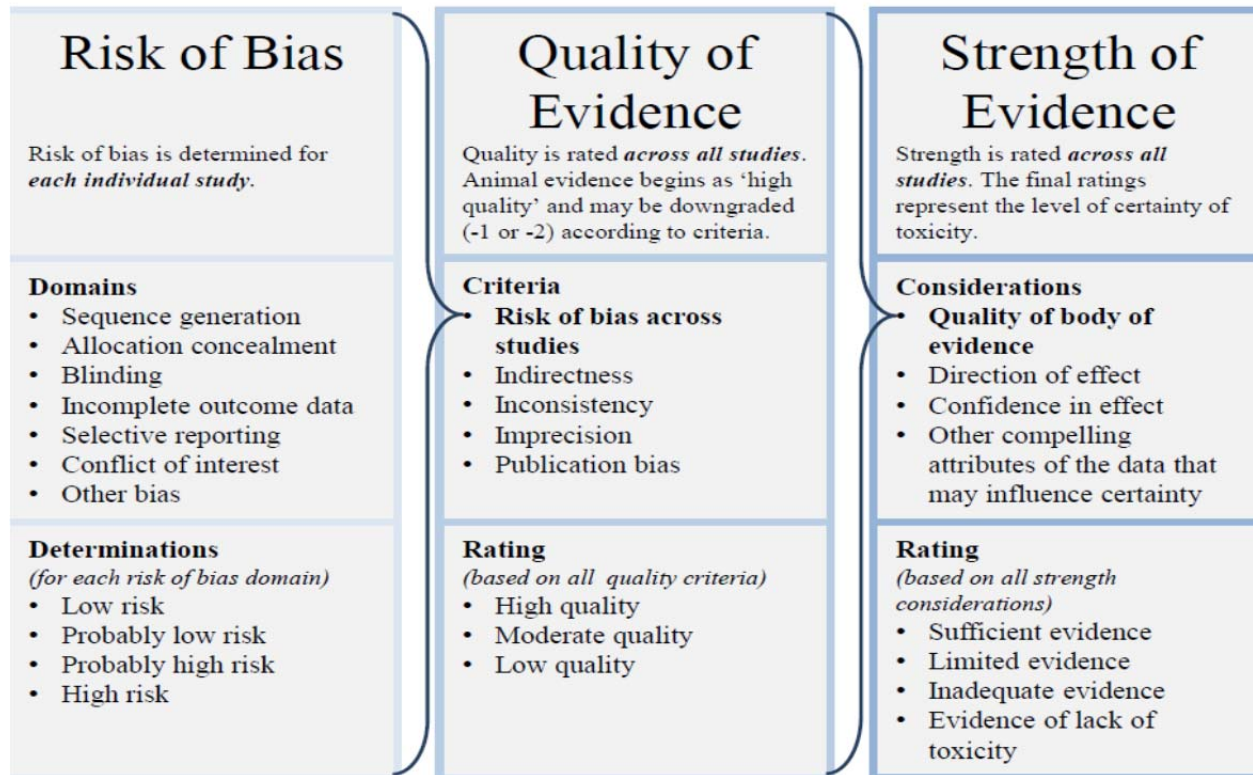 Risk of Bias
Risk of bias is determined for
each individual study.
Domains
• Sequence generation
• Allocation concealment
• Blinding
• Incomplete outcome data
• Selective reporting
• Conflict of interest
• Other bias
Determinations
(for each risk of bias domain)
• Low risk
• Probably low risk
• Probably high risk
• High risk
Quality of
Evidence
Quality is rated across all studies.
Animal evidence begins as ‘high
quality’ and may be downgraded
(-1 or -2) according to criteria.
Criteria
• Risk of bias across
studies
• Indirectness
• Inconsistency
• Imprecision
• Publication bias
Rating
(based on all quality criteria)
• High quality
• Moderate quality
• Low quality
Strength of
Evidence
Strength is rated across all
studies. The final ratings
represent the level of certainty of
toxicity.
Considerations
• Quality of body of
evidence
• Direction of effect
• Confidence in effect
• Other compelling
attributes of the data that
may influence certainty
Rating
(based on all strength
considerations)
• Sufficient evidence
• Limited evidence
• Inadequate evidence
• Evidence of lack of
toxicity